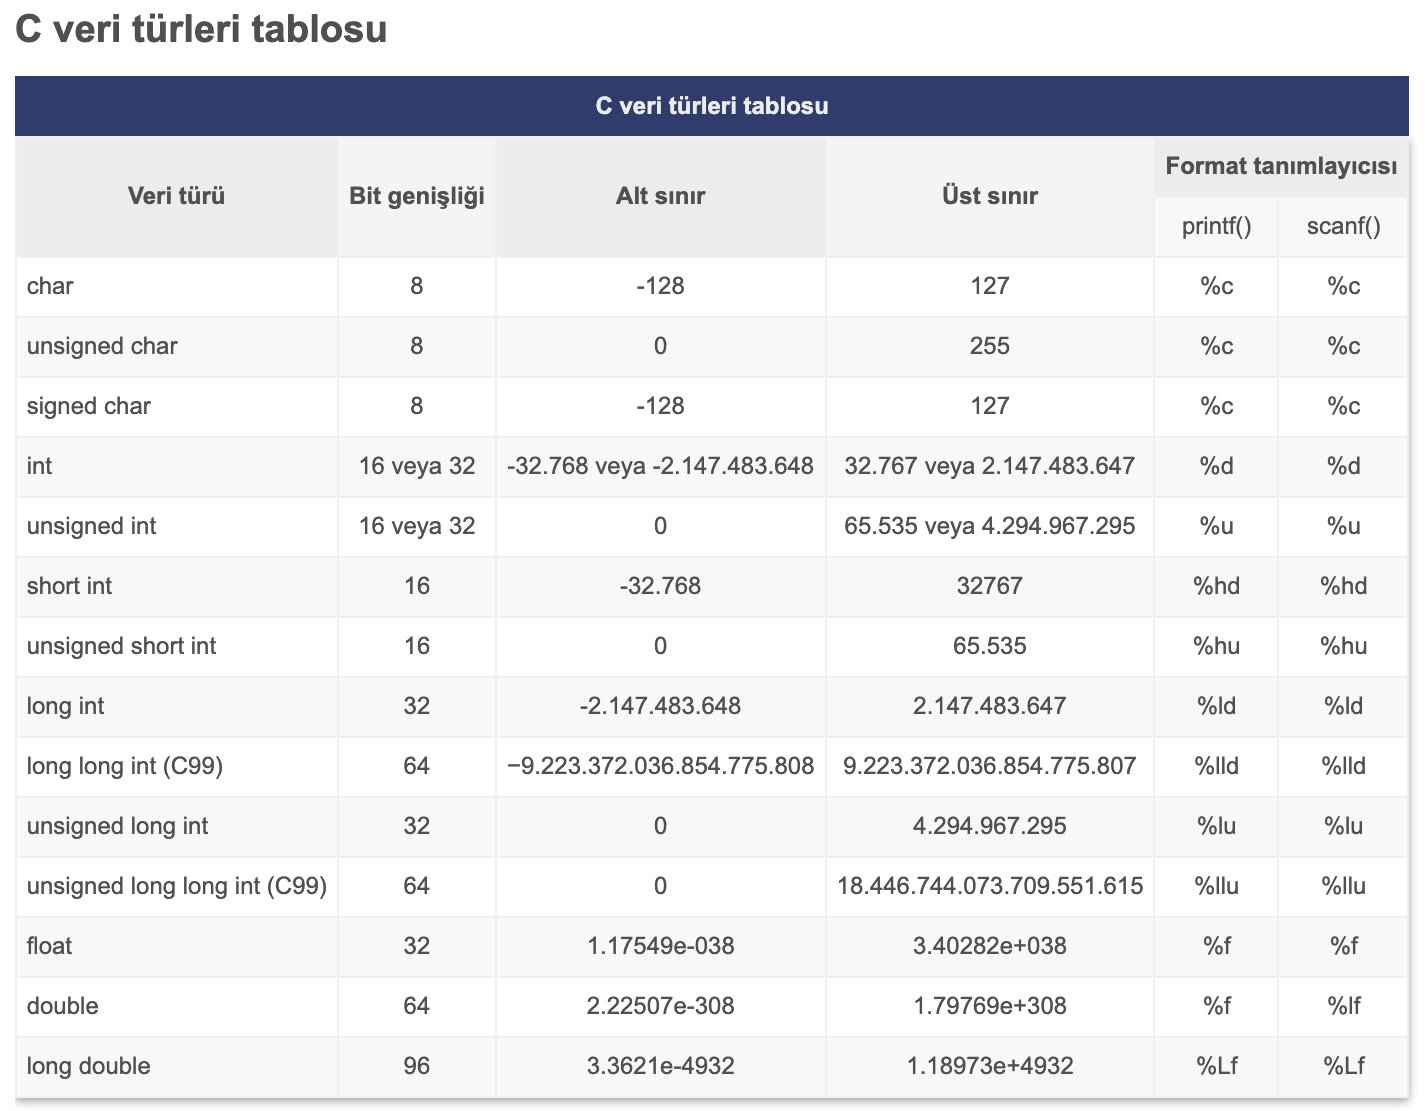 C veri türleri tablosu
C veri türleri tablosu
Veri türü Bit genişliği Alt sınır Üst sınır Format tanımlayıcısı
printf() scanf()
char 8 -128 127 %c %c
unsigned char 8 0 255 %c %c
signed char 8 -128 127 %c %c
int 16 veya 32 -32.768 veya -2.147.483.648 32.767 veya 2.147.483.647 %d %d
unsigned int 16 veya 32 0 65.535 veya 4.294.967.295 %u %u
short int 16 -32.768 32767 %hd %hd
unsigned short int 16 0 65.535 %hu %hu
long int 32 -2.147.483.648 2.147.483.647 %ld %ld
long long int (C99) 64 −9.223.372.036.854.775.808 9.223.372.036.854.775.807 %lld %lld
unsigned long int 32 0 4.294.967.295 %lu %lu
unsigned long long int (C99) 64 0 18.446.744.073.709.551.615 %llu %llu
float 32 1.17549e-038 3.40282e+038 %f %f
double 64 2.22507e-308 1.79769e+308 %f %lf
long double 96 3.3621e-4932 1.18973e+4932 %Lf %Lf